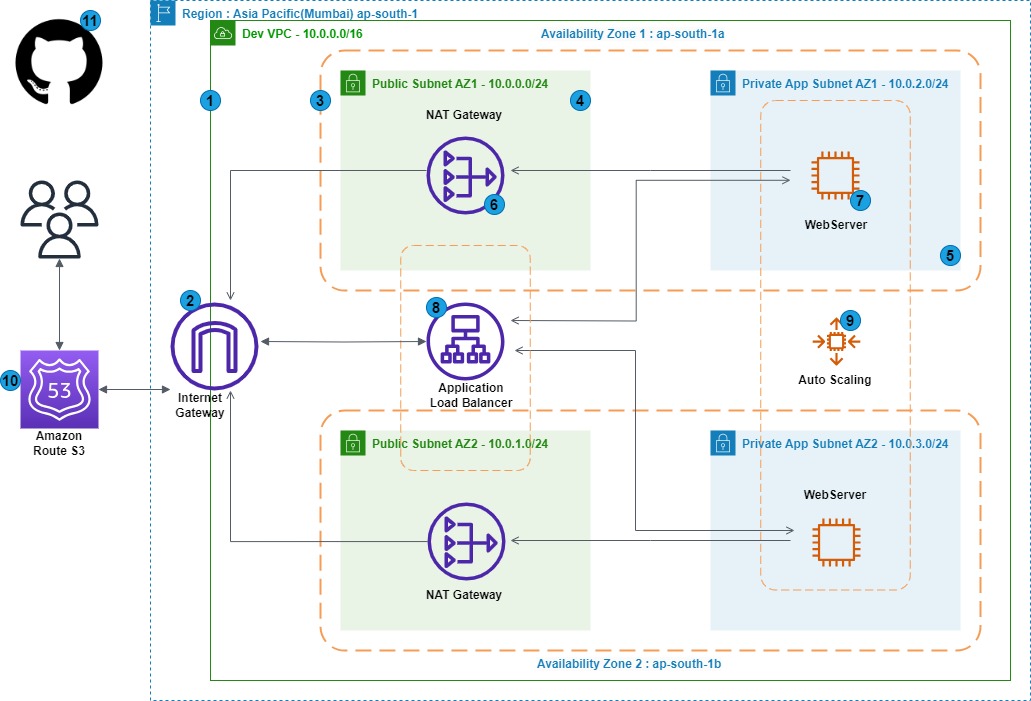 11
Region : Asia Pacific(Mumbai) ap-south-1
Dev VPC - 10.0.0.0/16
Availability Zone 1 : ap-south-1a
1
3
Public Subnet AZ1 - 10.0.0.0/24
4
NAT Gateway
6
Private App Subnet AZ1 - 10.0.2.0/24
7
WebServer
5
2
Internet
Gateway
8
Application
Load Balancer
9
Auto Scaling
10
53
Amazon
Route S3
Public Subnet AZ2 - 10.0.1.0/24
NAT Gateway
Private App Subnet AZ2 - 10.0.3.0/24
WebServer
Availability Zone 2 : ap-south-1b